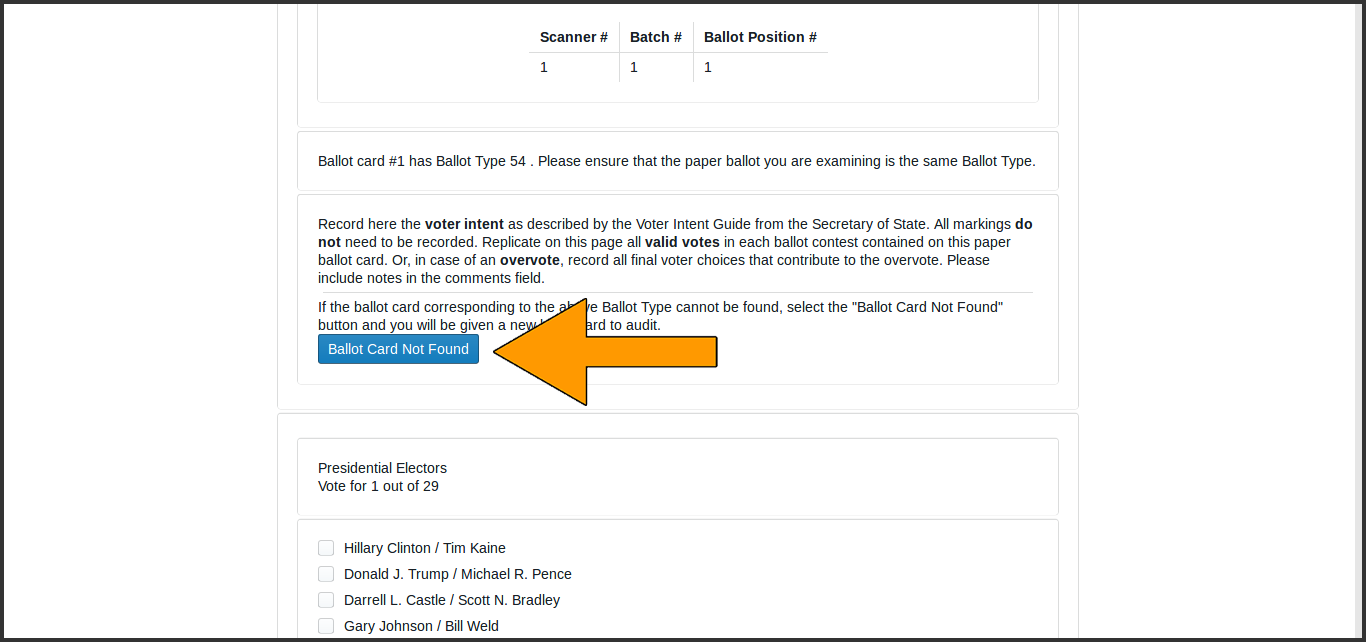 Scanner # Batch # Ballot Position #
1 1 1
Ballot card #1 has Ballot Type 54 . Please ensure that the paper ballot you are examining is the same Ballot Type.
Record here the voter intent as described by the Voter Intent Guide from the Secretary of State. All markings do
not need to be recorded. Replicate on this page all valid votes in each ballot contest contained on this paper
ballot card. Or, in case of an overvote, record all final voter choices that contribute to the overvote. Please
include notes in the comments field.
If the ballot card corresponding to the above Ballot Type cannot be found, select the "Ballot Card Not Found"
button and you will be given a new to audit.
Ballot Card Not Found
Presidential Electors
Vote for 1 out of 29
Hillary Clinton / Tim Kaine
Donald J. Trump / Michael R. Pence
Darrell L. Castle / Scott N. Bradley
Gary Johnson / Bill Weld